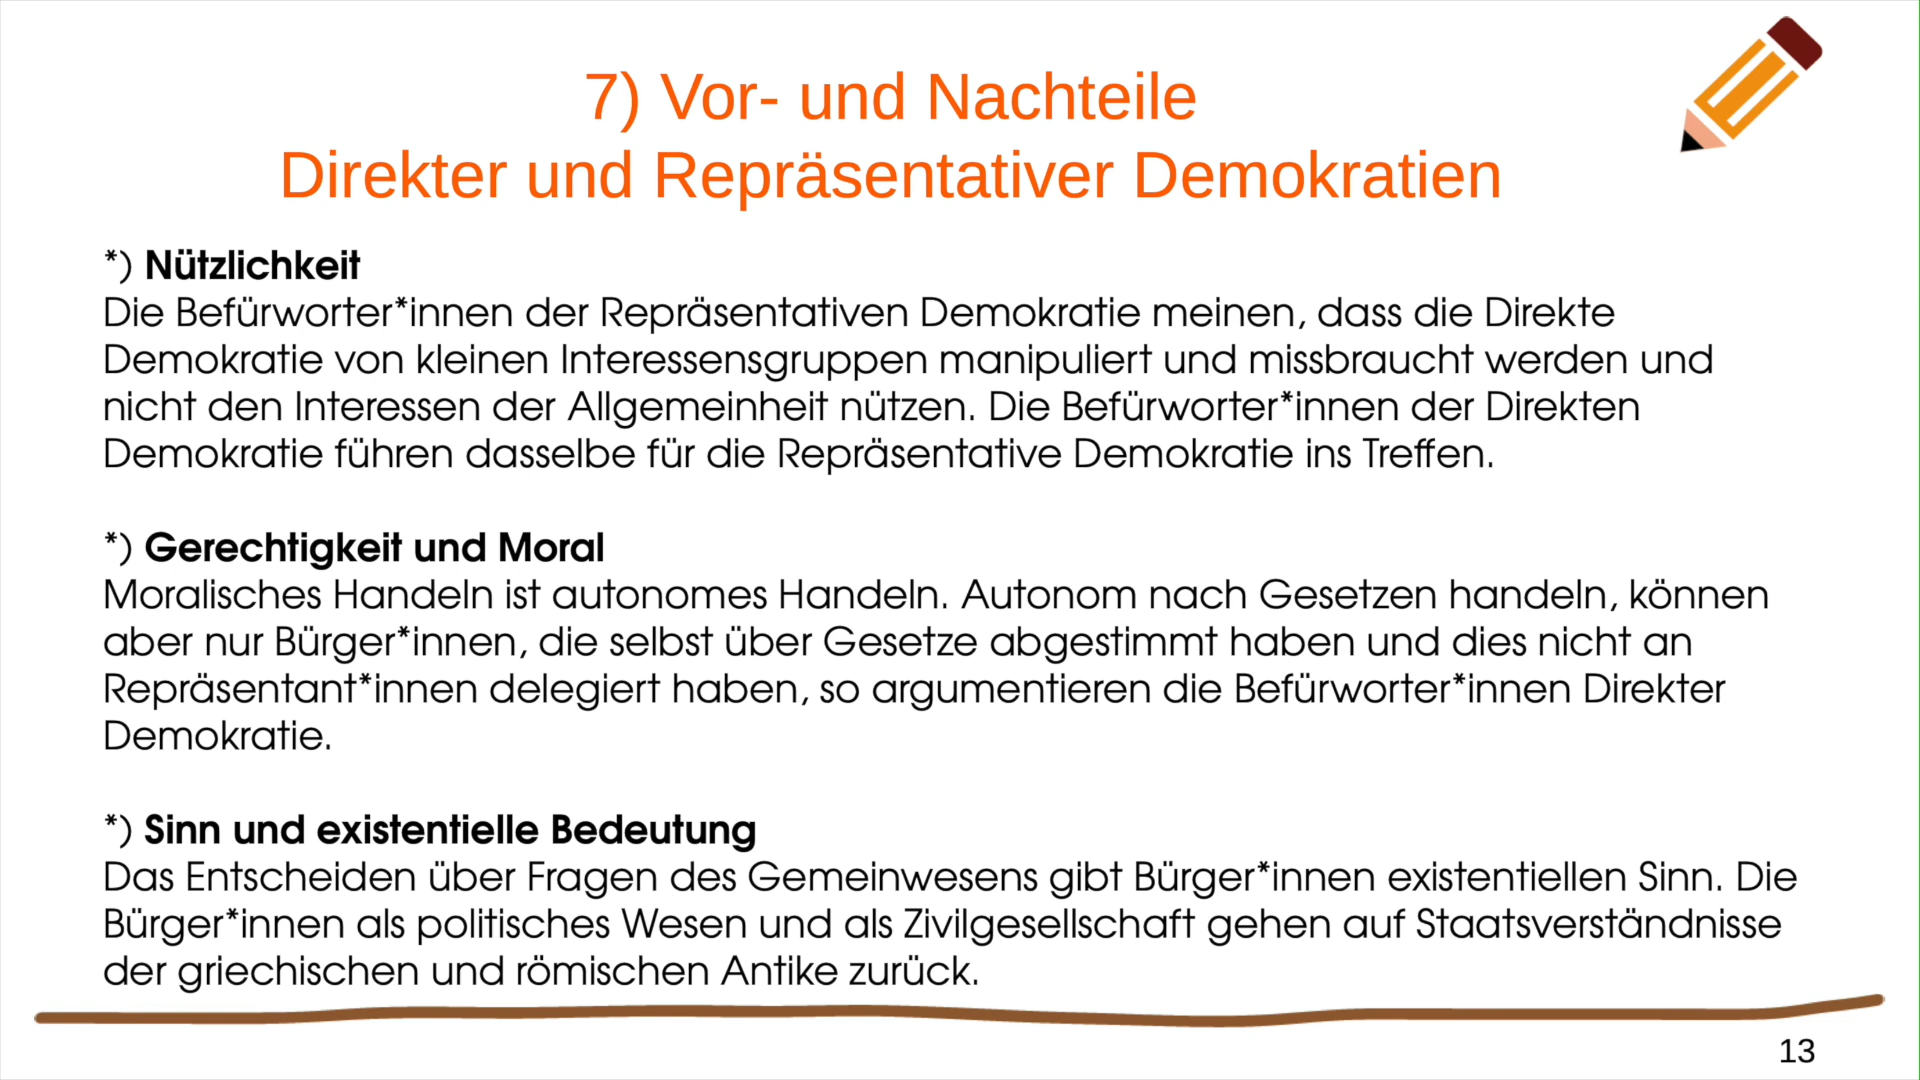 7) Vor- und Nachteile
Direkter und Repräsentativer Demokratien
*) Nützlichkeit
Die Befürworter*innen der Repräsentativen Demokratie meinen, dass die Direkte
Demokratie von kleinen Interessensgruppen manipuliert und missbraucht werden und
nicht den Interessen der Allgemeinheit nützen. Die Befürworter*innen der Direkten
Demokratie führen dasselbe für die Repräsentative Demokratie ins Treffen.
*) Gerechtigkeit und Moral
Moralisches Handeln ist autonomes Handeln. Autonom nach Gesetzen handeln, können
aber nur Bürger*innen, die selbst über Gesetze abgestimmt haben und dies nicht an
Repräsentant*innen delegiert haben, so argumentieren die Befürworter*innen Direkter
Demokratie.
*) Sinn und existentielle Bedeutung
Das Entscheiden über Fragen des Gemeinwesens gibt Bürger*innen existentiellen Sinn. Die
Bürger*innen als politisches Wesen und als Zivilgesellschaft gehen auf Staatsverständnisse
der griechischen und römischen Antike zurück.
13